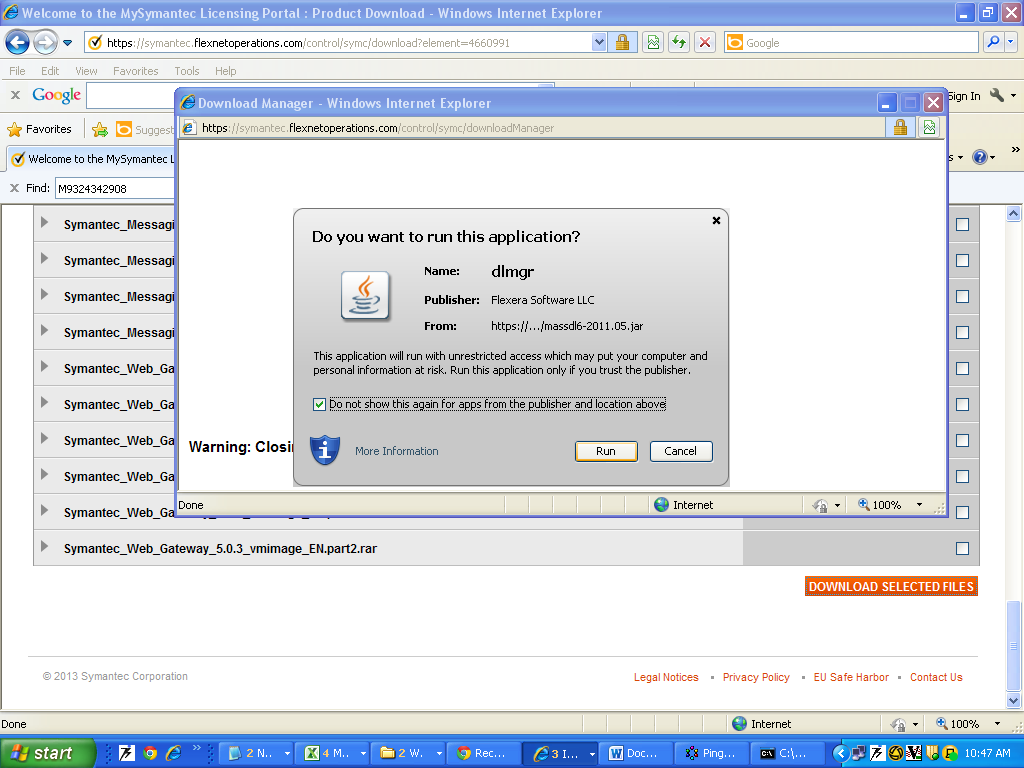 Welcome to the MySymantec Licensing Portal : Product Download - Windows Internet Explorer
https://symantec.flexnetoperations.com/control/symc/download?element=4660991
Google
File Edit View Favorites Tools Help
x Google
Sign In
Favorites
Suggest
Welcome to the MySymantec L
s
Find: M9324342908
Download Manager - Windows Internet Explorer
https://symantec.flexnetoperations.com/control/symc/downloadManager
Do you want to run this application?
Name: dlmgr
Publisher: Flexera Software LLC
From: https://.../massdl6-2011.05.jar
This application will run with unrestricted access which may put your computer and
personal information at risk. Run this application only if you trust the publisher.
Do not show this again for apps from the publisher and location above
More Information
Run
Cancel
Warning: Closin
Done
Internet
100%
Symantec_Messagi
Symantec_Messagi
Symantec_Messagi
Symantec_Messagi
Symantec_Web_Ga
Symantec_Web_Ga
Symantec_Web_Ga
Symantec_Web_Ga
Symantec_Web_Ga
Symantec_Web_Gateway_5.0.3_vmimage_EN.part2.rar
DOWNLOAD SELECTED FILES
© 2013 Symantec Corporation
Legal Notices ▪ Privacy Policy ▪ EU Safe Harbor ▪ Contact Us
Done
Internet
100%
start
2 N...
4 M...
2 W...
Rec...
3 I...
Doc...
Ping...
C:\...
10:47 AM